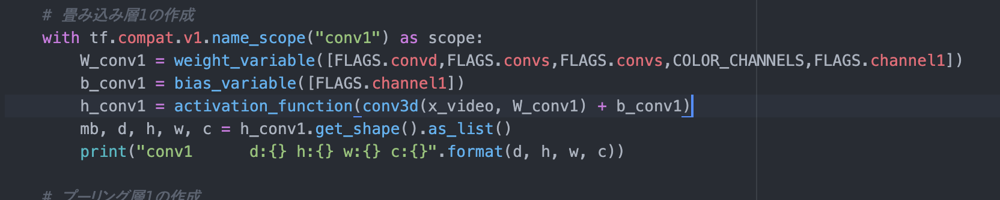 # 畳み込み層1の作成
with tf.compat.v1.name_scope("conv1") as scope:
    W_conv1 = weight_variable([FLAGS.convd,FLAGS.convs,FLAGS.convs,COLOR_CHANNELS,FLAGS.channel1])
    b_conv1 = bias_variable([FLAGS.channel1])
    h_conv1 = activation_function(conv3d(x_video, W_conv1) + b_conv1)
    mb, d, h, w, c = h_conv1.get_shape().as_list()
    print("conv1      d:{} h:{} w:{} c:{}".format(d, h, w, c))
# プーリング層1の作成